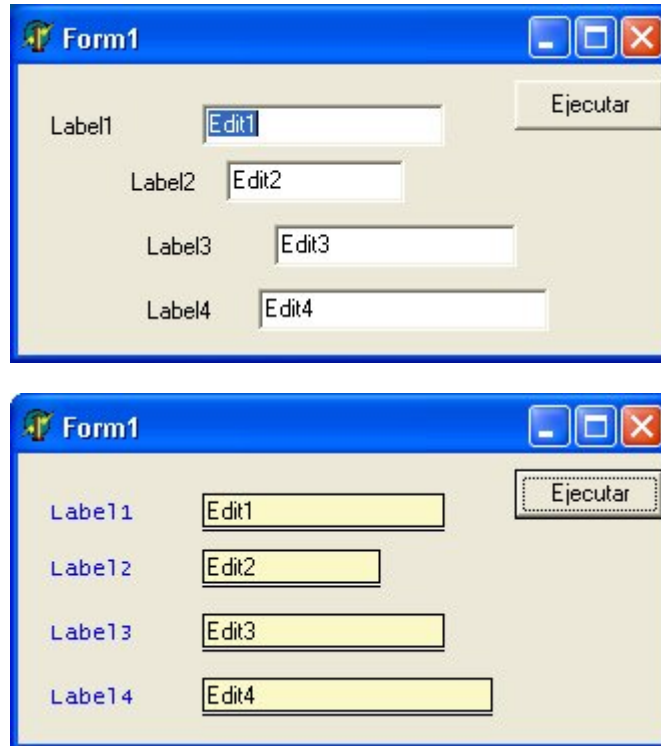 Form1
Ejecutar
Label1 Edit1
Label2 Edit2
Label3 Edit3
Label4 Edit4
Form1
Ejecutar
Label1 Edit1
Label2 Edit2
Label3 Edit3
Label4 Edit4